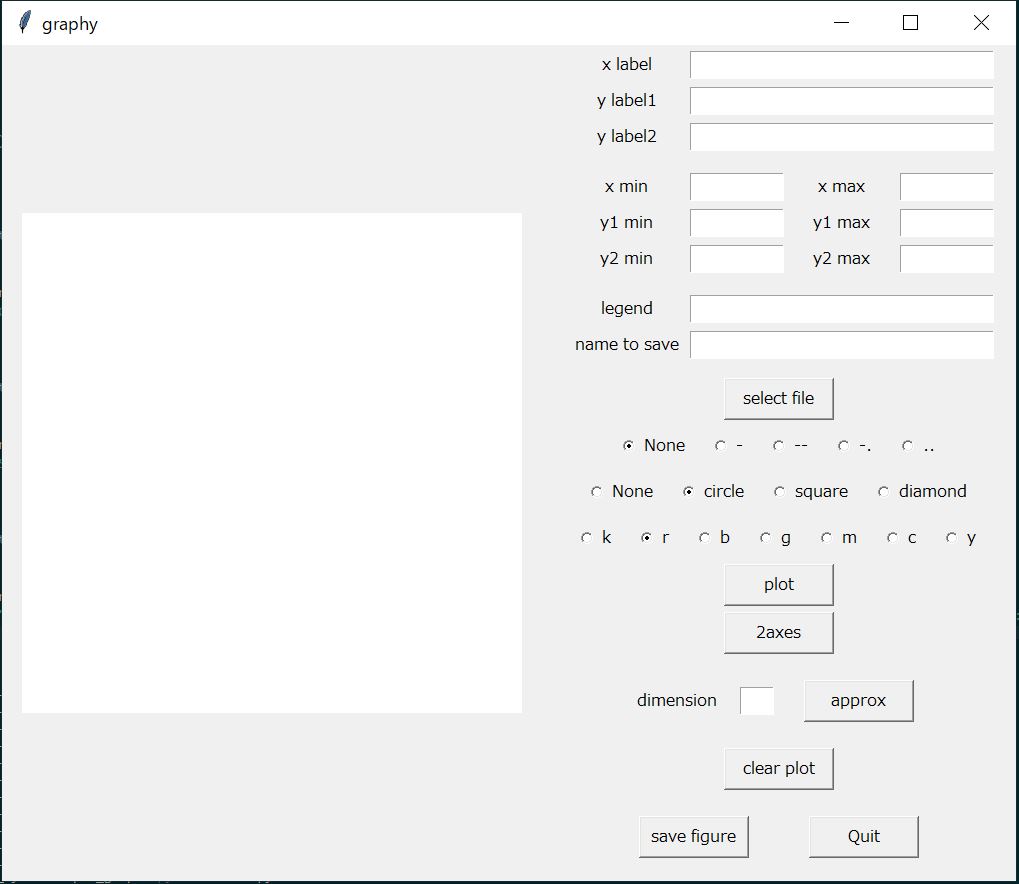 graphy
x label
y label1
y label2
x min x max
y1 min y1 max
y2 min y2 max
legend
name to save
select file
None - -- -. ..
None circle square diamond
k r b g m c y
plot
2axes
dimension approx
clear plot
save figure Quit